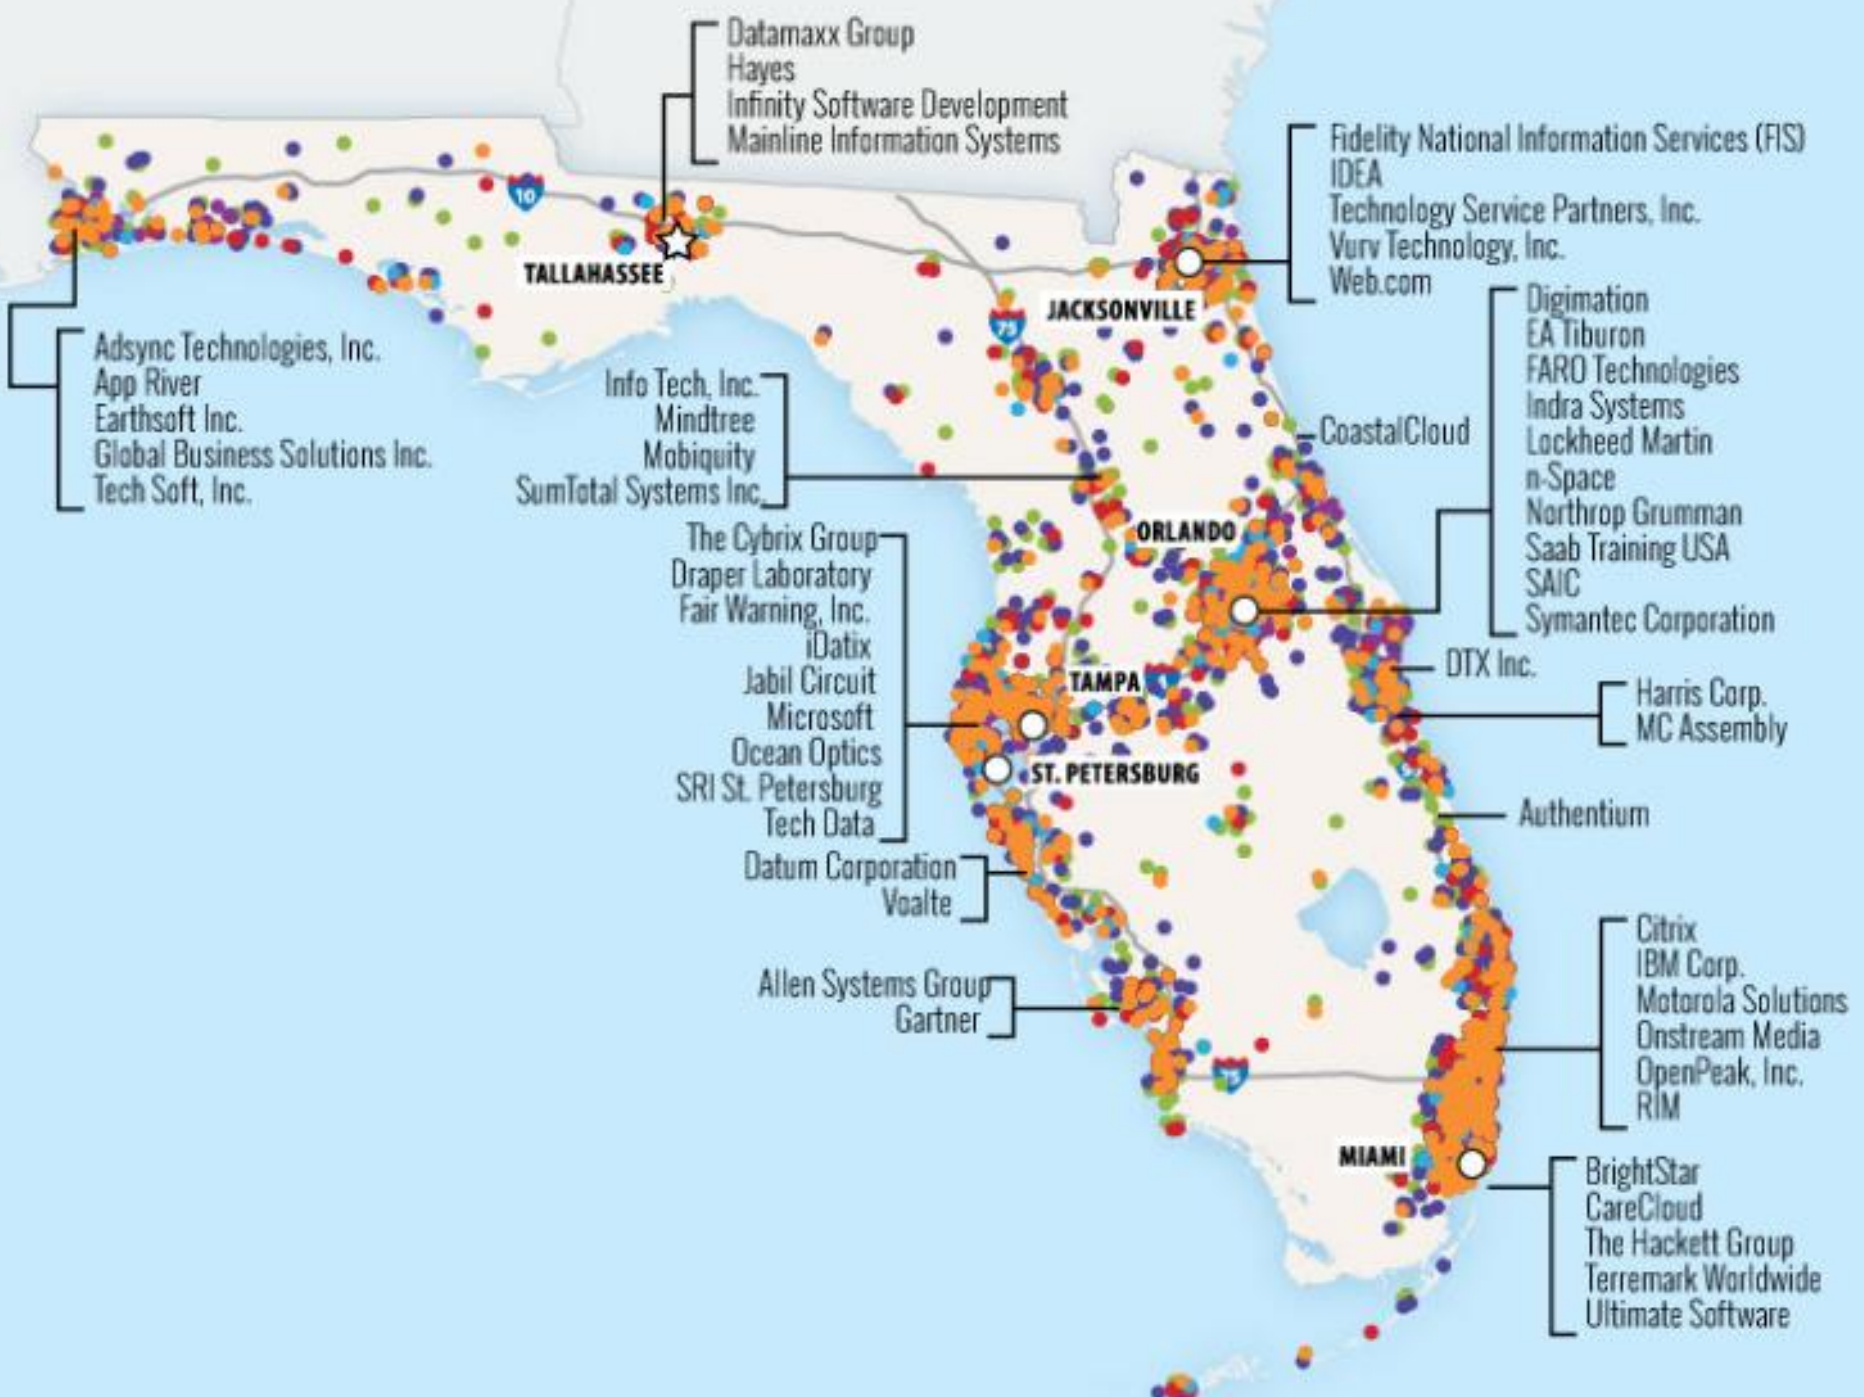 Datamaxx Group
Hayes
Infinity Software Development
Mainline Information Systems
Fidelity National Information Services (FIS)
IDEA
Technology Service Partners, Inc.
Vurv Technology, Inc.
Web.com
10
TALLAHASSEE
JACKSONVILLE
75
Adsync Technologies, Inc.
App River
Earthsoft Inc.
Global Business Solutions Inc.
Tech Soft, Inc.
Info Tech, Inc.
Mindtree
Mobiquity
SumTotal Systems Inc.
CoastalCloud
Digimation
EA Tiburon
FARO Technologies
Indra Systems
Lockheed Martin
n-Space
Northrop Grumman
Saab Training USA
SAIC
Symantec Corporation
ORLANDO
The Cybrix Group
Draper Laboratory
Fair Warning, Inc.
iDatix
Jabil Circuit
Microsoft
Ocean Optics
SRI St. Petersburg
Tech Data
TAMPA
ST. PETERSBURG
DTX Inc.
Harris Corp.
MC Assembly
Authentium
Datum Corporation
Voalte
Allen Systems Group
Gartner
75
Citrix
IBM Corp.
Motorola Solutions
Onstream Media
OpenPeak, Inc.
RIM
MIAMI
BrightStar
CareCloud
The Hackett Group
Terremark Worldwide
Ultimate Software